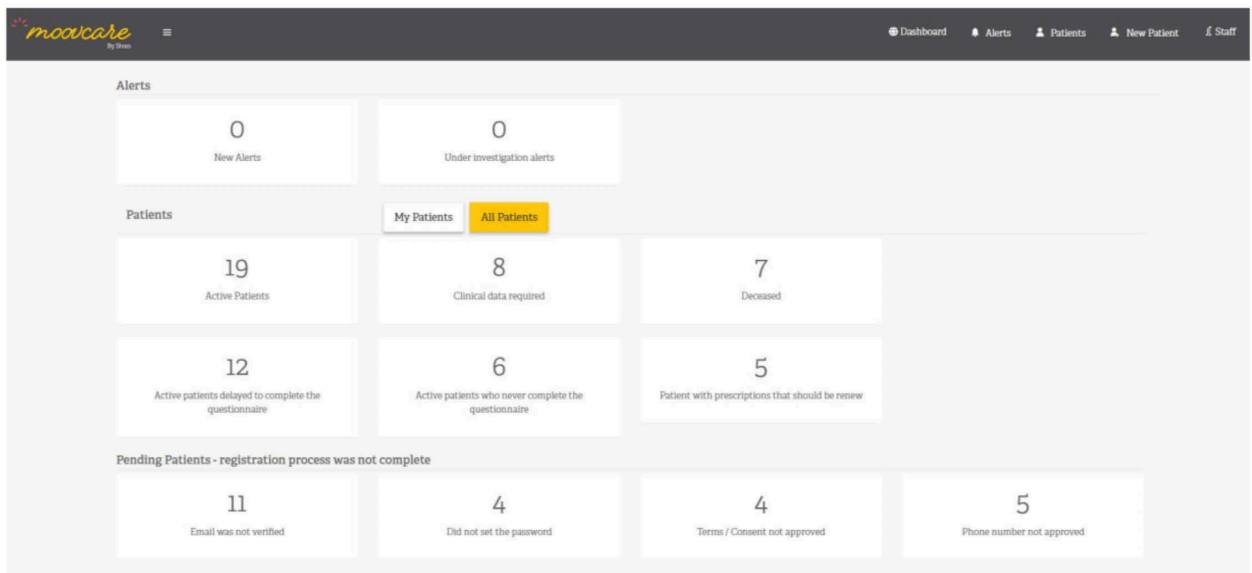 moovcare
By Sivan
Dashboard Alerts Patients New Patient Staff
Alerts
0 0
New Alerts Under investigation alerts
Patients My Patients All Patients
19 8 7
Active Patients Clinical data required Deceased
12 6 5
Active patients delayed to complete the Active patients who never complete the Patient with prescriptions that should be renew
questionnaire questionnaire
Pending Patients - registration process was not complete
11 4 4 5
Email was not verified Did not set the password Terms / Consent not approved Phone number not approved